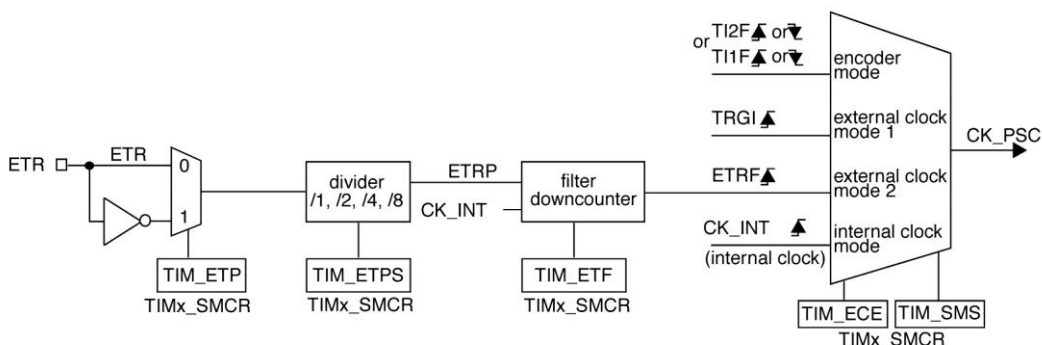 or TI2F or
TI1F or
encoder
mode
TRGI
external clock
mode 1
CK_PSC
ETR
ETR
0
1
divider
/1, /2, /4, /8
ETRP
CK_INT
filter
downcounter
ETRF
external clock
mode 2
CK_INT
(internal clock)
internal clock
mode
TIM_ETP
TIMx_SMCR
TIM_ETPS
TIMx_SMCR
TIM_ETF
TIMx_SMCR
TIM_ECE
TIM_SMS
TIMx_SMCR